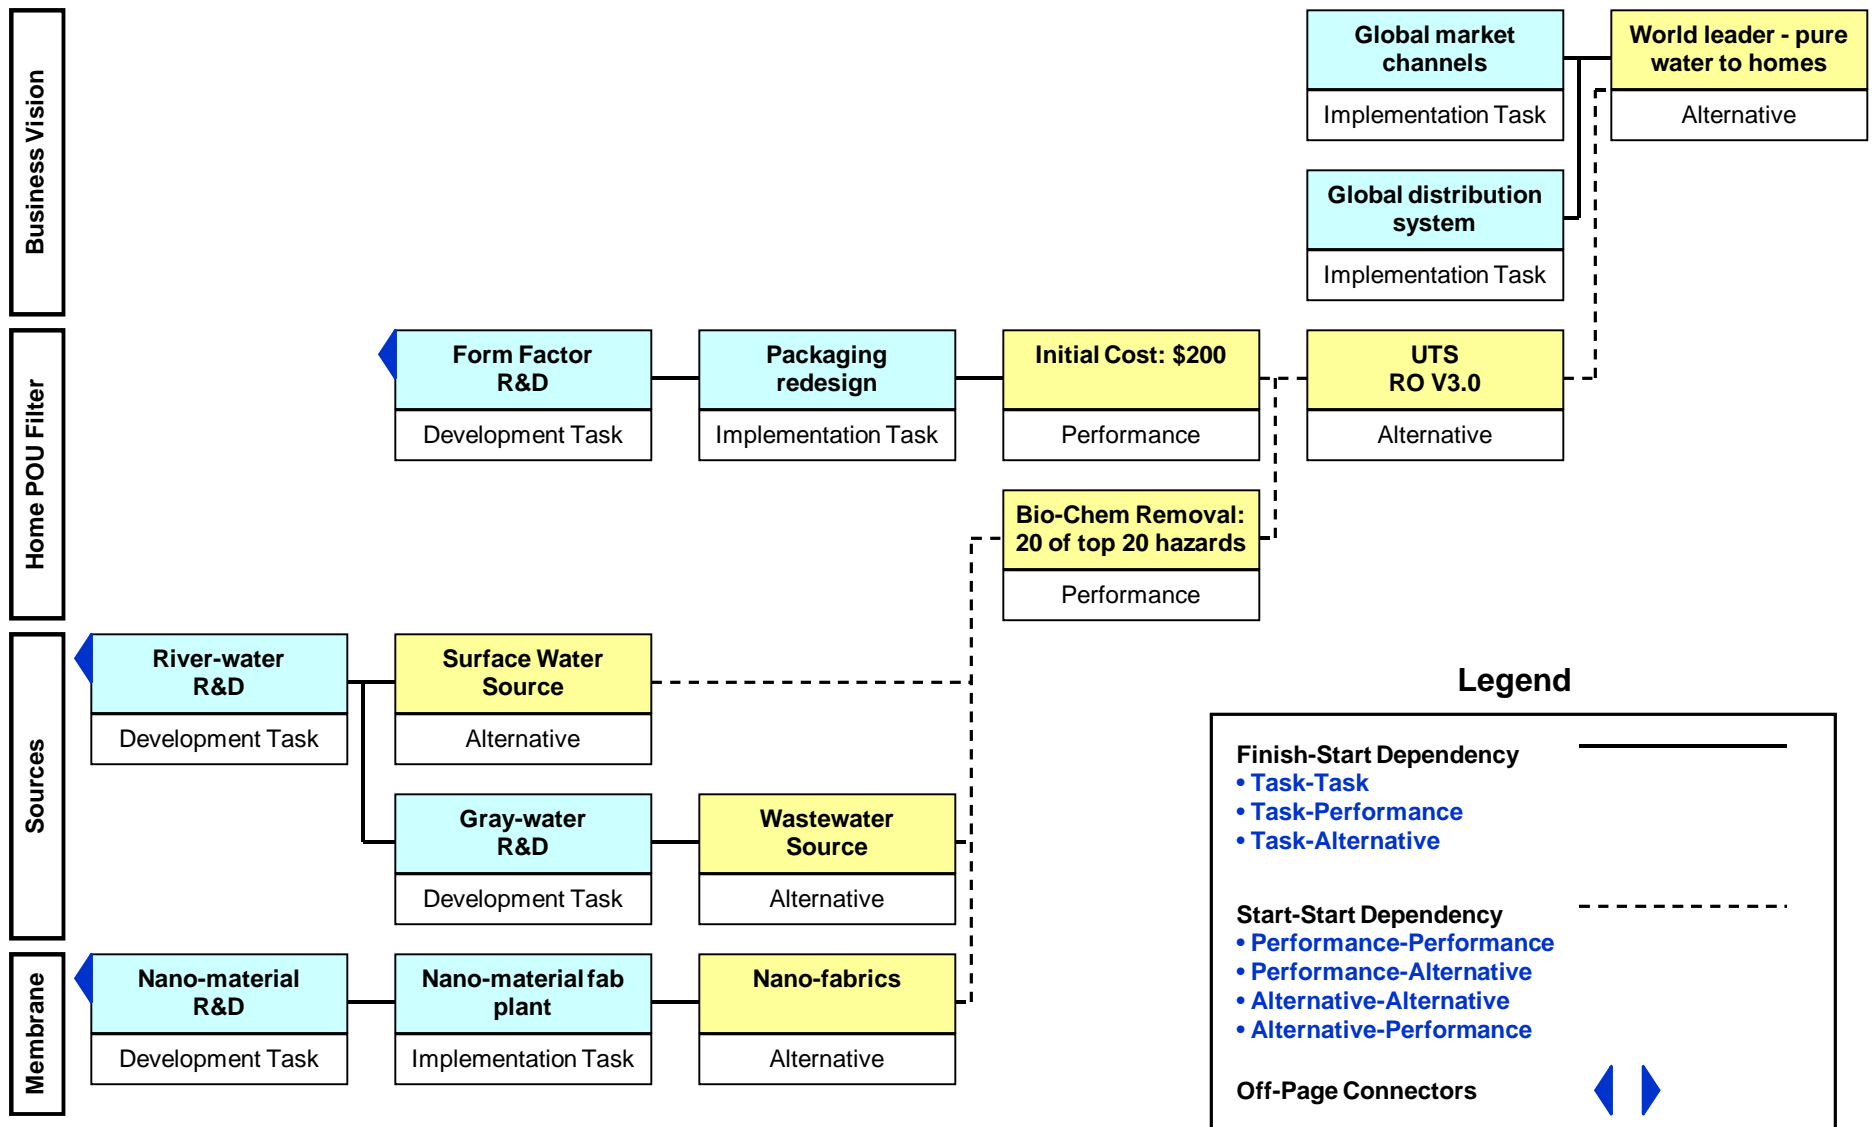 Business Vision
Global market
channels
Implementation Task
World leader - pure
water to homes
Alternative
Global distribution
system
Implementation Task
Home POU Filter
Form Factor
R&D
Development Task
Packaging
redesign
Implementation Task
Initial Cost: $200
Performance
UTS
RO V3.0
Alternative
Bio-Chem Removal:
20 of top 20 hazards
Performance
Sources
River-water
R&D
Development Task
Surface Water
Source
Alternative
Gray-water
R&D
Development Task
Wastewater
Source
Alternative
Membrane
Nano-material
R&D
Development Task
Nano-material fab
plant
Implementation Task
Nano-fabrics
Alternative
Legend
Finish-Start Dependency
• Task-Task
• Task-Performance
• Task-Alternative
Start-Start Dependency
• Performance-Performance
• Performance-Alternative
• Alternative-Alternative
• Alternative-Performance
Off-Page Connectors